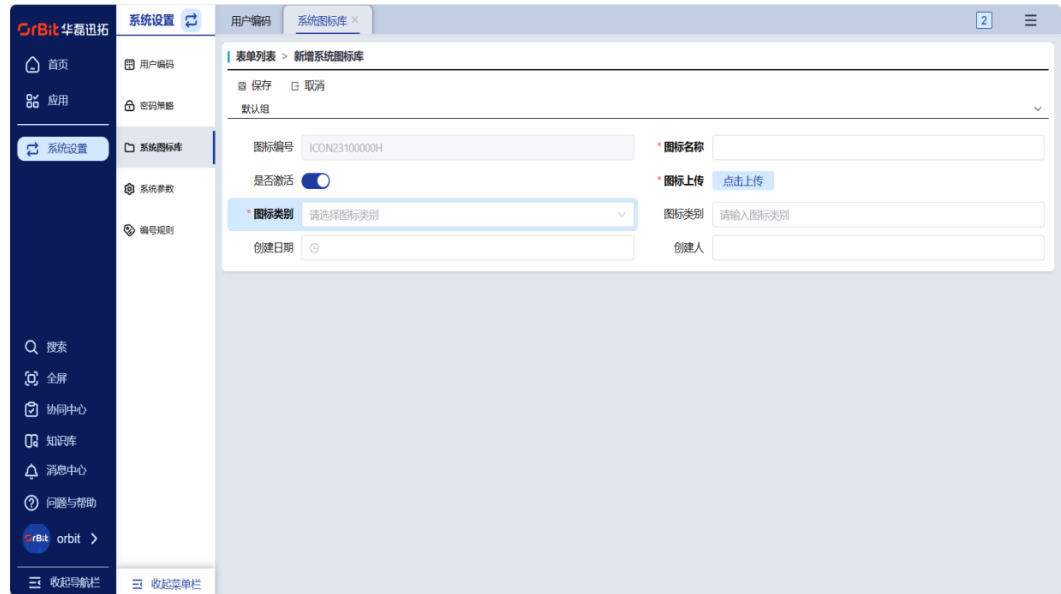 OrBit 华磊迅拓
首页
应用
系统设置
搜索
全屏
协同中心
知识库
消息中心
问题与帮助
OrBit orbit
收起导航栏
系统设置
用户编码
密码策略
系统图标库
系统参数
编号规则
收起菜单栏
用户编码 系统图标库 × 2
表单列表 > 新增系统图标库
保存 取消
默认组
图标编号 ICON23100000H * 图标名称
是否激活 * 图标上传 点击上传
* 图标类别 请选择图标类别 图标类别 请输入图标类别
创建日期 创建人